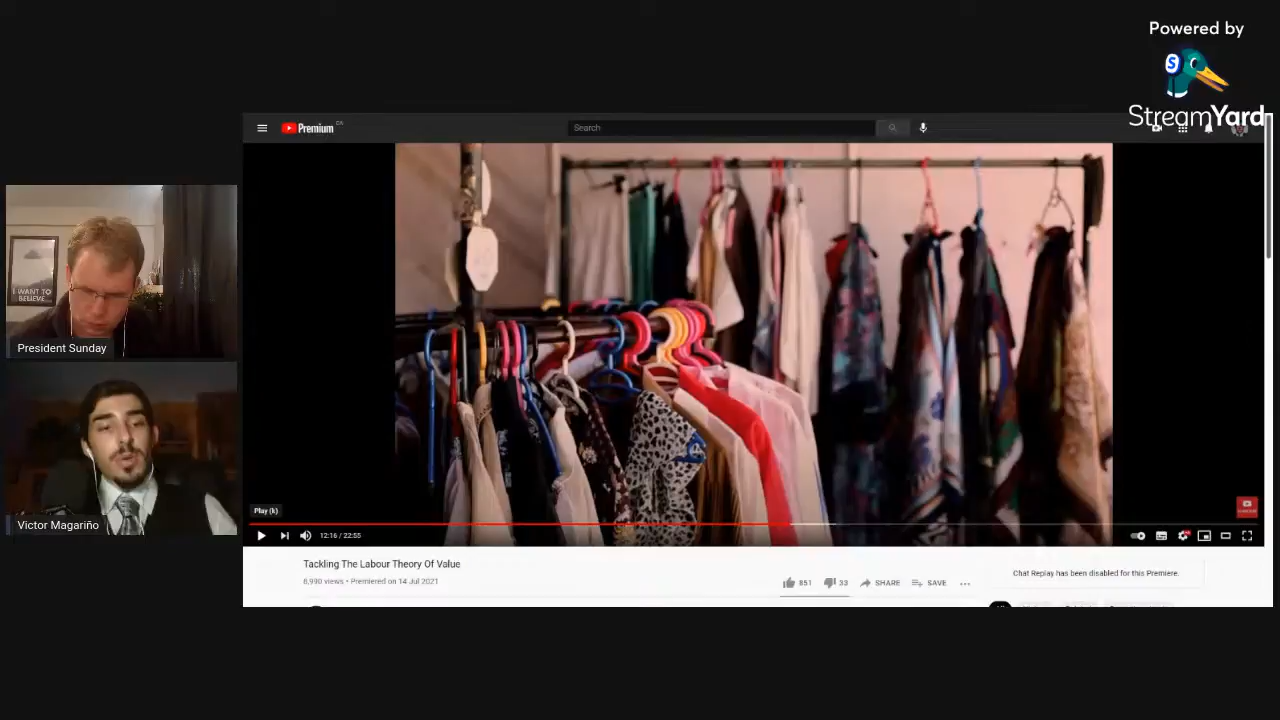 Powered by
StreamYard
Premium
CA
Search
I WANT TO
BELIEVE
President Sunday
Victor Magariño
Play (k)
12:16 / 22:55
Tackling The Labour Theory Of Value
6,990 views • Premiered on 14 Jul 2021
851
33
SHARE
SAVE
Chat Replay has been disabled for this Premiere.